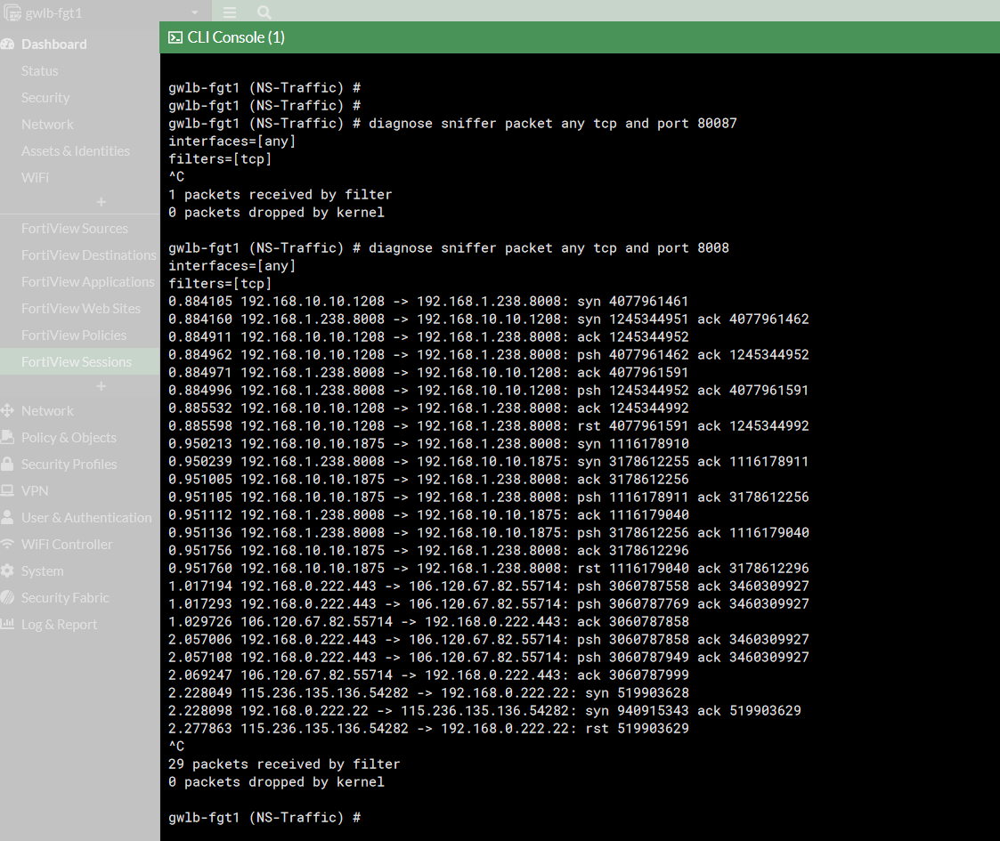 gwlb-fgt1
Dashboard
Status
Security
Network
Assets & Identities
WiFi
+
FortiView Sources
FortiView Destinations
FortiView Applications
FortiView Web Sites
FortiView Policies
FortiView Sessions
+
Network
Policy & Objects
Security Profiles
VPN
User & Authentication
WiFi Controller
System
Security Fabric
Log & Report
CLI Console (1)
gwlb-fgt1 (NS-Traffic) #
gwlb-fgt1 (NS-Traffic) #
gwlb-fgt1 (NS-Traffic) # diagnose sniffer packet any tcp and port 80087
interfaces=[any]
filters=[tcp]
^C
1 packets received by filter
0 packets dropped by kernel
gwlb-fgt1 (NS-Traffic) # diagnose sniffer packet any tcp and port 8008
interfaces=[any]
filters=[tcp]
0.884105 192.168.10.10.1208 -> 192.168.1.238.8008: syn 4077961461
0.884160 192.168.1.238.8008 -> 192.168.10.10.1208: syn 1245344951 ack 4077961462
0.884911 192.168.10.10.1208 -> 192.168.1.238.8008: ack 1245344952
0.884962 192.168.10.10.1208 -> 192.168.1.238.8008: psh 4077961462 ack 1245344952
0.884971 192.168.1.238.8008 -> 192.168.10.10.1208: ack 4077961591
0.884996 192.168.1.238.8008 -> 192.168.10.10.1208: psh 1245344952 ack 4077961591
0.885532 192.168.10.10.1208 -> 192.168.1.238.8008: ack 1245344992
0.885598 192.168.10.10.1208 -> 192.168.1.238.8008: rst 4077961591 ack 1245344992
0.950213 192.168.10.10.1875 -> 192.168.1.238.8008: syn 1116178910
0.950239 192.168.1.238.8008 -> 192.168.10.10.1875: syn 3178612255 ack 1116178911
0.951005 192.168.10.10.1875 -> 192.168.1.238.8008: ack 3178612256
0.951105 192.168.10.10.1875 -> 192.168.1.238.8008: psh 1116178911 ack 3178612256
0.951112 192.168.1.238.8008 -> 192.168.10.10.1875: ack 1116179040
0.951136 192.168.1.238.8008 -> 192.168.10.10.1875: psh 3178612256 ack 1116179040
0.951756 192.168.10.10.1875 -> 192.168.1.238.8008: ack 3178612296
0.951760 192.168.10.10.1875 -> 192.168.1.238.8008: rst 1116179040 ack 3178612296
1.017194 192.168.0.222.443 -> 106.120.67.82.55714: psh 3060787558 ack 3460309927
1.017293 192.168.0.222.443 -> 106.120.67.82.55714: psh 3060787769 ack 3460309927
1.029726 106.120.67.82.55714 -> 192.168.0.222.443: ack 3060787858
2.057006 192.168.0.222.443 -> 106.120.67.82.55714: psh 3060787858 ack 3460309927
2.057108 192.168.0.222.443 -> 106.120.67.82.55714: psh 3060787949 ack 3460309927
2.069247 106.120.67.82.55714 -> 192.168.0.222.443: ack 3060787999
2.228049 115.236.135.136.54282 -> 192.168.0.222.22: syn 519903628
2.228098 192.168.0.222.22 -> 115.236.135.136.54282: syn 940915343 ack 519903629
2.277863 115.236.135.136.54282 -> 192.168.0.222.22: rst 519903629
^C
29 packets received by filter
0 packets dropped by kernel
gwlb-fgt1 (NS-Traffic) #